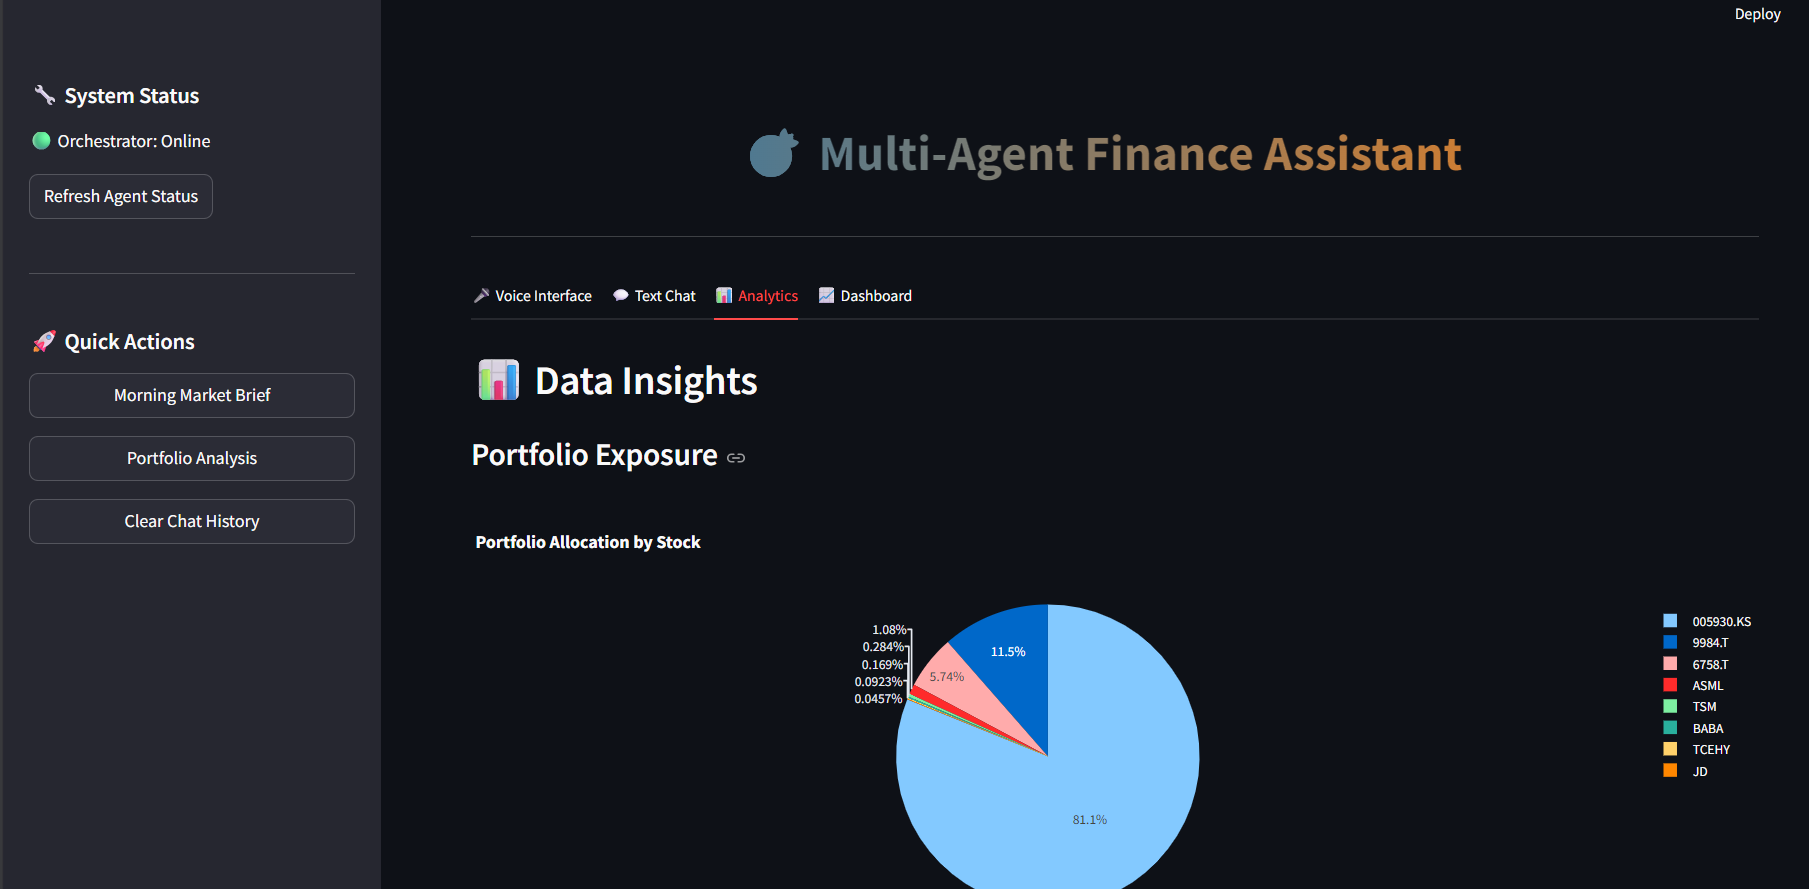 Deploy
System Status
Orchestrator: Online
Refresh Agent Status
Quick Actions
Morning Market Brief
Portfolio Analysis
Clear Chat History
Multi-Agent Finance Assistant
Voice Interface Text Chat Analytics Dashboard
Data Insights
Portfolio Exposure
Portfolio Allocation by Stock
1.08%
0.284%
0.169%
0.0923%
0.0457%
5.74%
11.5%
81.1%
005930.KS
9984.T
6758.T
ASML
TSM
BABA
TCEHY
JD